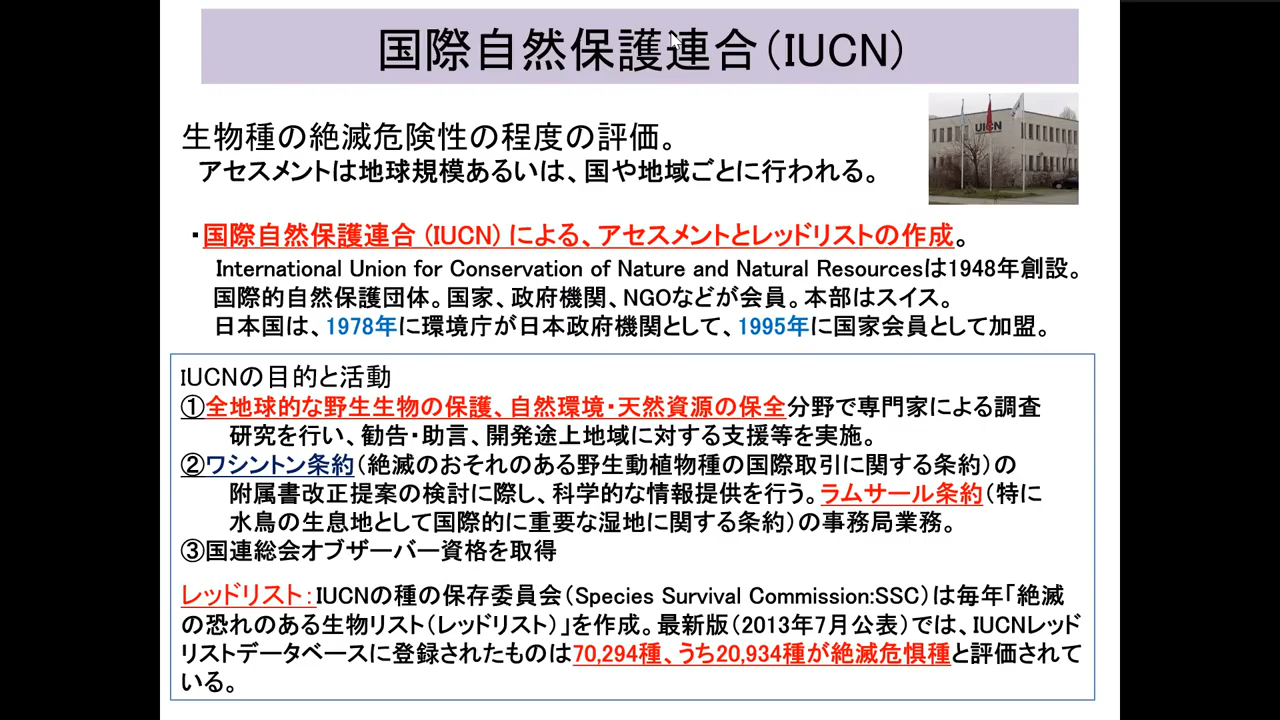 国際自然保護連合(IUCN)
生物種の絶滅危険性の程度の評価。
アセスメントは地球規模あるいは、国や地域ごとに行われる。
UICN
・国際自然保護連合 (IUCN) による、アセスメントとレッドリストの作成。
International Union for Conservation of Nature and Natural Resourcesは1948年創設。
国際的自然保護団体。国家、政府機関、NGOなどが会員。本部はスイス。
日本国は、1978年に環境庁が日本政府機関として、1995年に国家会員として加盟。
IUCNの目的と活動
①全地球的な野生生物の保護、自然環境・天然資源の保全分野で専門家による調査
研究を行い、勧告・助言、開発途上地域に対する支援等を実施。
②ワシントン条約(絶滅のおそれのある野生動植物種の国際取引に関する条約)の
附属書改正提案の検討に際し、科学的な情報提供を行う。ラムサール条約(特に
水鳥の生息地として国際的に重要な湿地に関する条約)の事務局業務。
③国連総会オブザーバー資格を取得
レッドリスト:IUCNの種の保存委員会(Species Survival Commission:SSC)は毎年「絶滅
の恐れのある生物リスト(レッドリスト)」を作成。最新版(2013年7月公表)では、IUCNレッド
リストデータベースに登録されたものは70,294種、うち20,934種が絶滅危惧種と評価されて
いる。